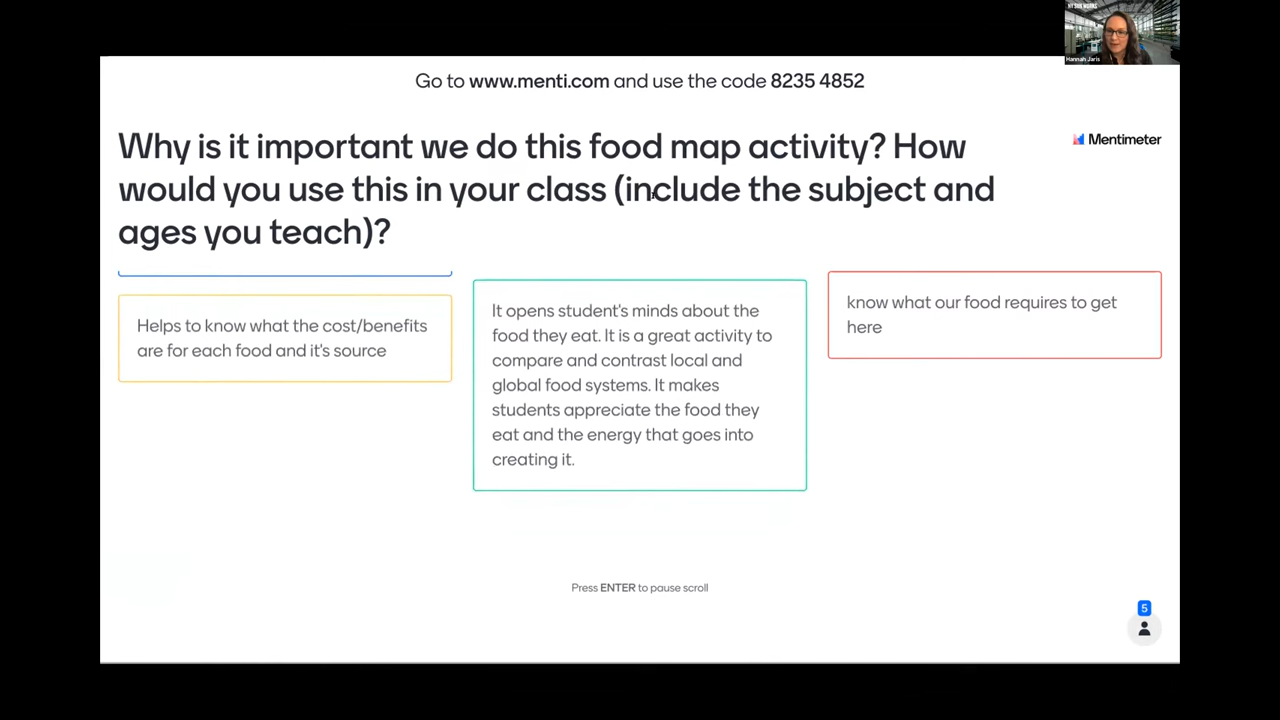 NY SUN WORKS
Hannah Jaris
Go to www.menti.com and use the code 8235 4852
Why is it important we do this food map activity? How
would you use this in your class (include the subject and
ages you teach)?
Mentimeter
Helps to know what the cost/benefits
are for each food and it's source
It opens student's minds about the
food they eat. It is a great activity to
compare and contrast local and
global food systems. It makes
students appreciate the food they
eat and the energy that goes into
creating it.
know what our food requires to get
here
Press ENTER to pause scroll
5